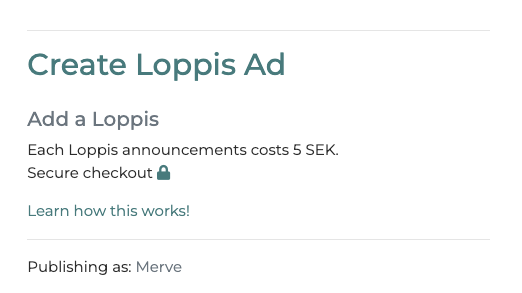 Create Loppis Ad
Add a Loppis
Each Loppis announcements costs 5 SEK.
Secure checkout
Learn how this works!
Publishing as: Merve